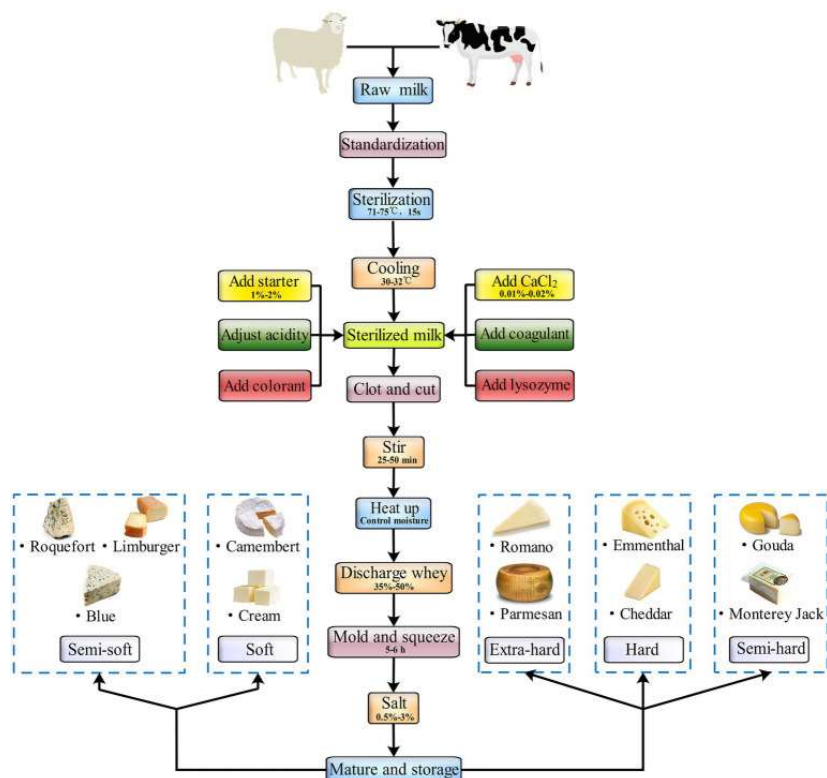 Raw milk
Standardization
Sterilization
71-75℃，15s
Cooling
30-32℃
Add starter
1%-2%
Adjust acidity
Add colorant
Add CaCl₂
0.01%-0.02%
Add coagulant
Add lysozyme
Sterilized milk
Clot and cut
Stir
25-50 min
Heat up
Control moisture
Discharge whey
35%-50%
Mold and squeeze
5-6 h
Salt
0.5%-3%
Mature and storage
• Roquefort • Limburger
• Blue
Semi-soft
• Camembert
• Cream
Soft
• Romano
• Parmesan
Extra-hard
• Emmenthal
• Cheddar
Hard
• Gouda
• Monterey Jack
Semi-hard